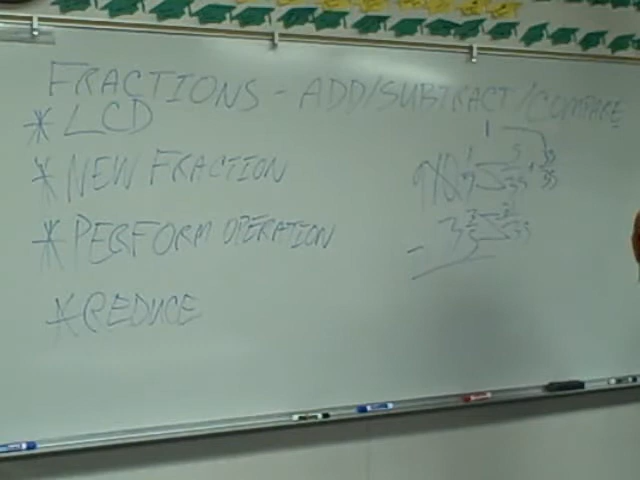 FRACTIONS - ADD/SUBTRACT/COMPARE
* LCD
* NEW FRACTION
* PERFORM OPERATION
* REDUCE